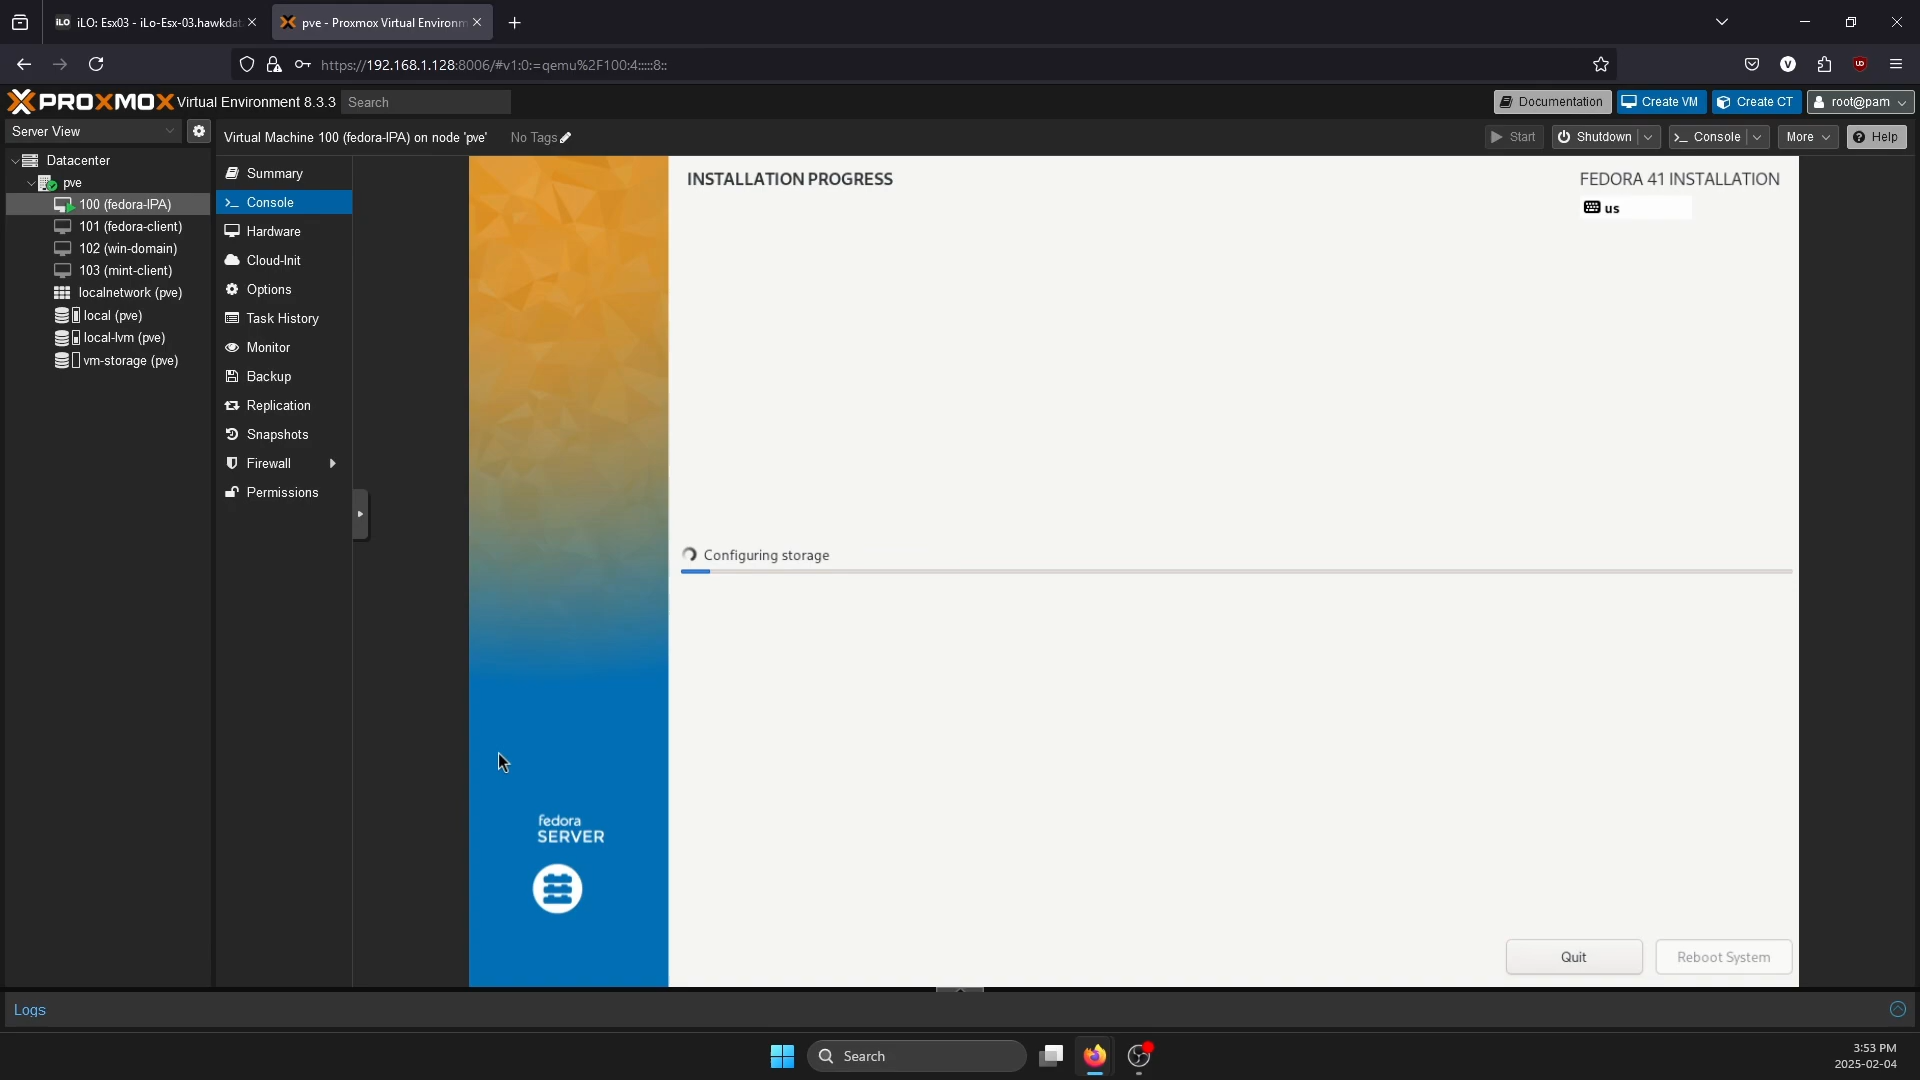 iLO: Esx03 - iLo-Esx-03.hawkdat
pve - Proxmox Virtual Environm
https://192.168.1.128:8006/#v1:0:=qemu%2F100:4:::::8::
PROXMOX Virtual Environment 8.3.3
Search
Documentation
Create VM
Create CT
root@pam
Server View
Virtual Machine 100 (fedora-IPA) on node 'pve'
No Tags
Start
Shutdown
Console
More
Help
Datacenter
pve
100 (fedora-IPA)
101 (fedora-client)
102 (win-domain)
103 (mint-client)
localnetwork (pve)
local (pve)
local-lvm (pve)
vm-storage (pve)
Summary
Console
Hardware
Cloud-Init
Options
Task History
Monitor
Backup
Replication
Snapshots
Firewall
Permissions
INSTALLATION PROGRESS
FEDORA 41 INSTALLATION
us
Configuring storage
fedora
SERVER
Quit
Reboot System
Logs
Search
3:53 PM
2025-02-04